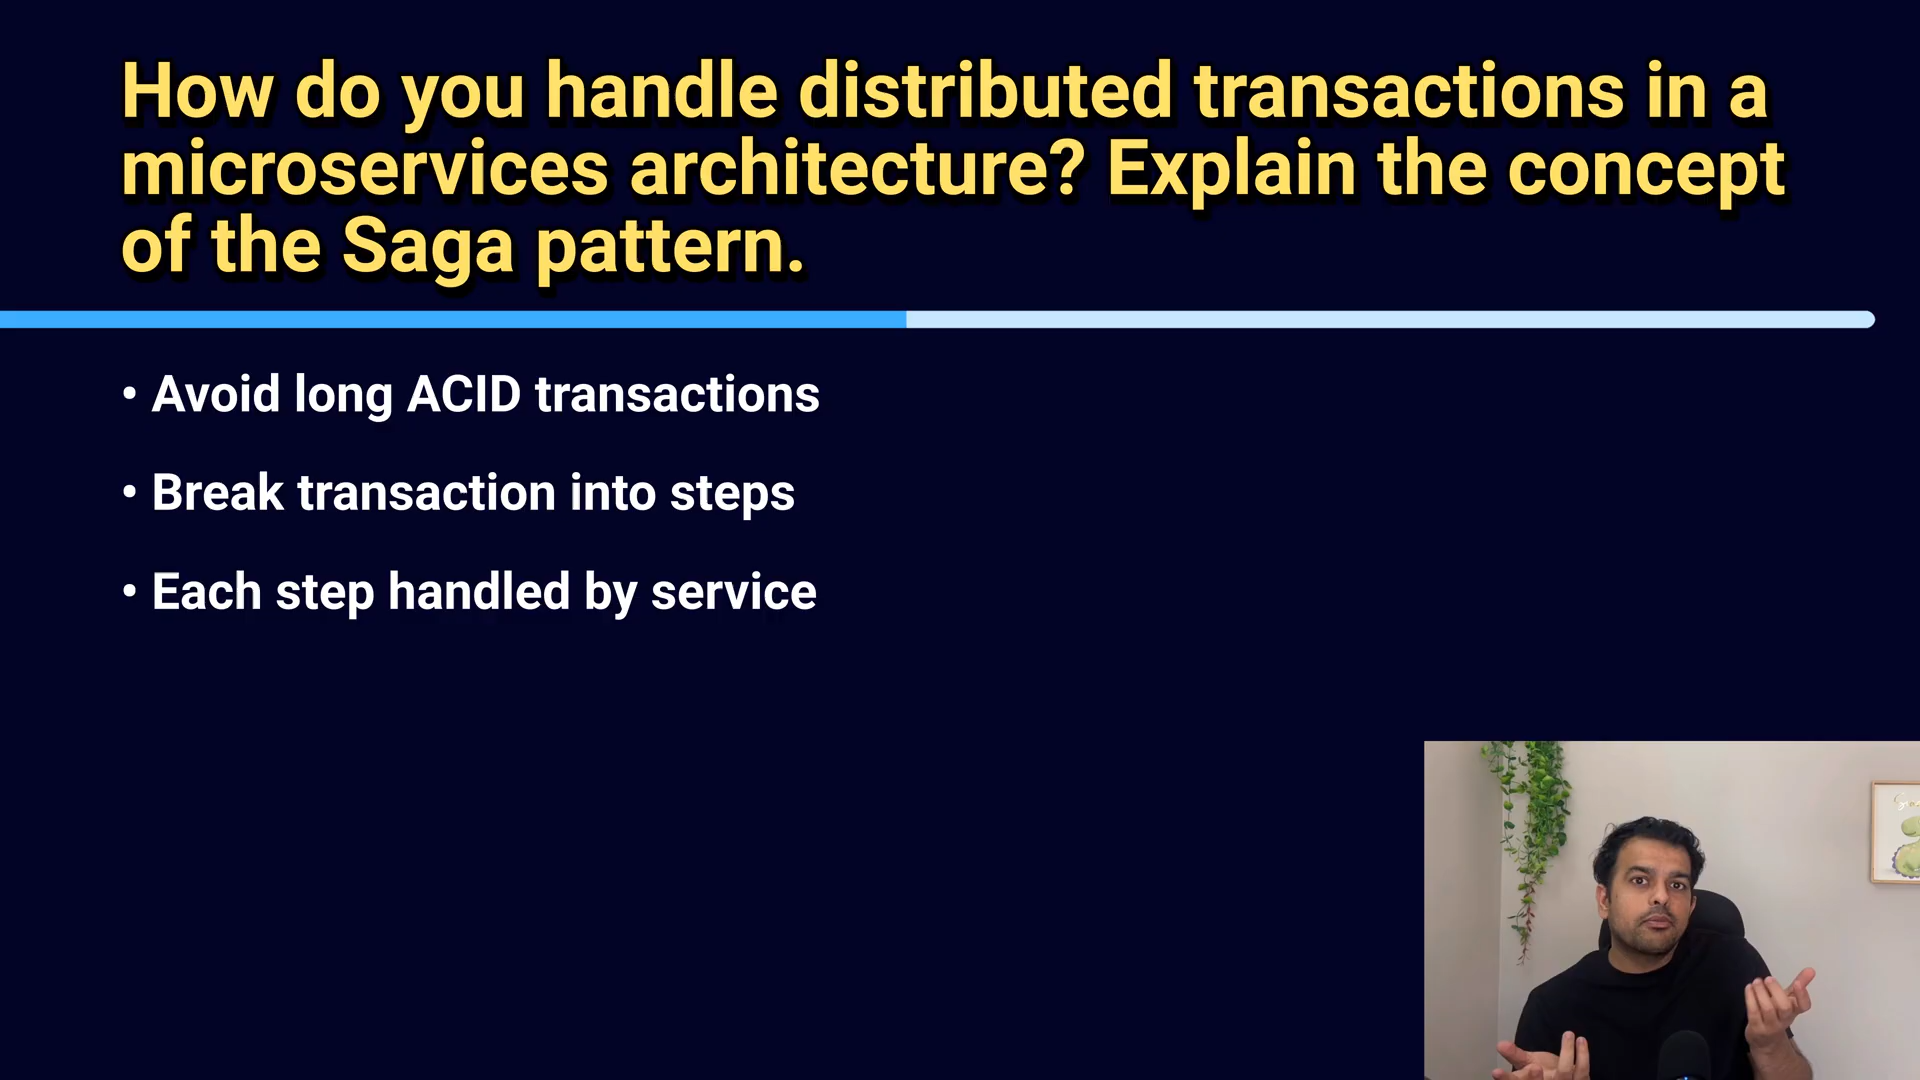 How do you handle distributed transactions in a
microservices architecture? Explain the concept
of the Saga pattern.
• Avoid long ACID transactions
• Break transaction into steps
• Each step handled by service